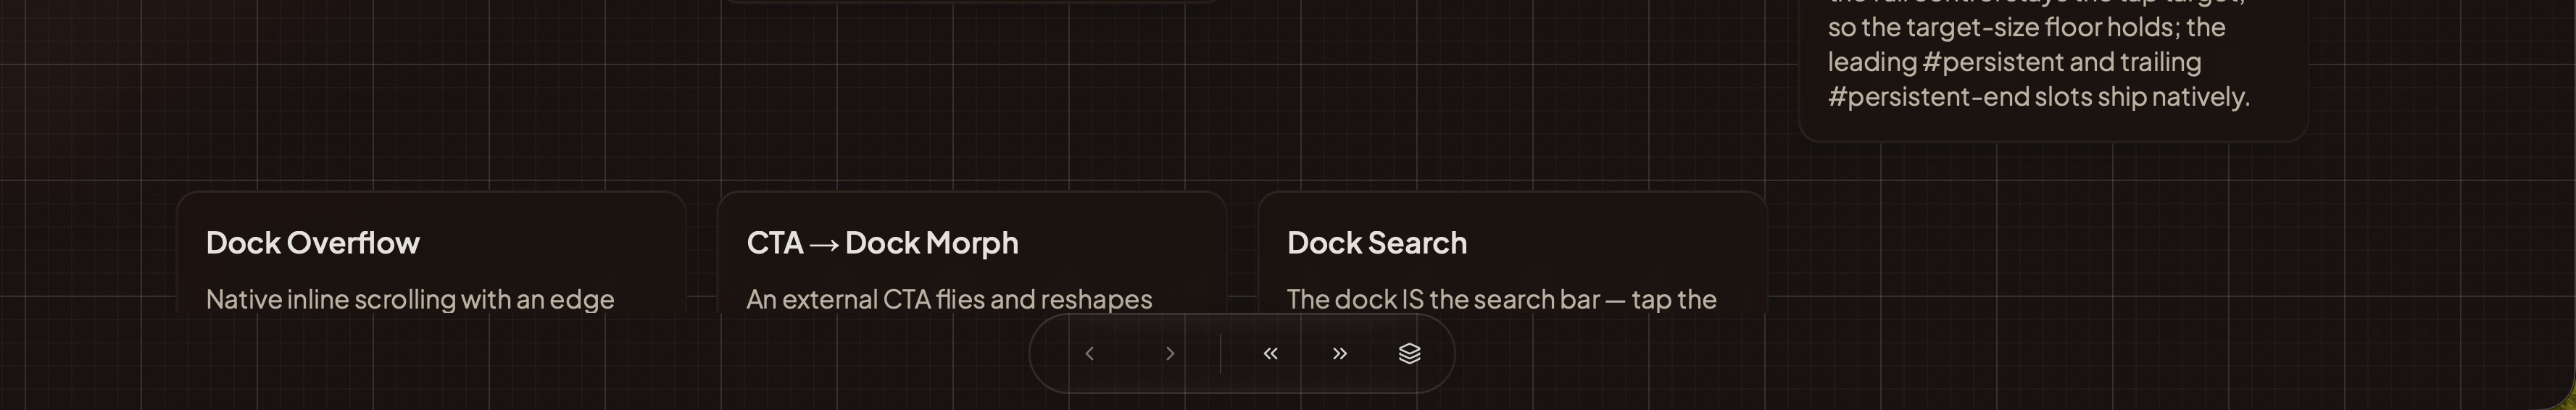 so the target-size floor holds; the
leading #persistent and trailing
#persistent-end slots ship natively.
Dock Overflow
Native inline scrolling with an edge
CTA → Dock Morph
An external CTA flies and reshapes
Dock Search
The dock IS the search bar — tap the